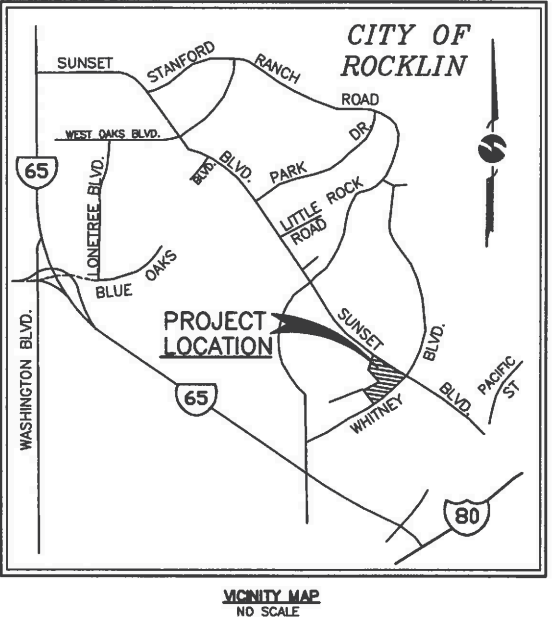 CITY OF
ROCKLIN
SUNSET
STANFORD
RANCH
ROAD
WEST OAKS BLVD.
DR.
BLVD.
BLVD.
PARK
65
LONETREE BLVD.
LITTLE ROCK
ROAD
BLUE OAKS
PROJECT
LOCATION
SUNSET
BLVD.
WASHINGTON BLVD.
65
WHITNEY
BLVD.
PACIFIC
ST
80
VICINITY MAP
NO SCALE